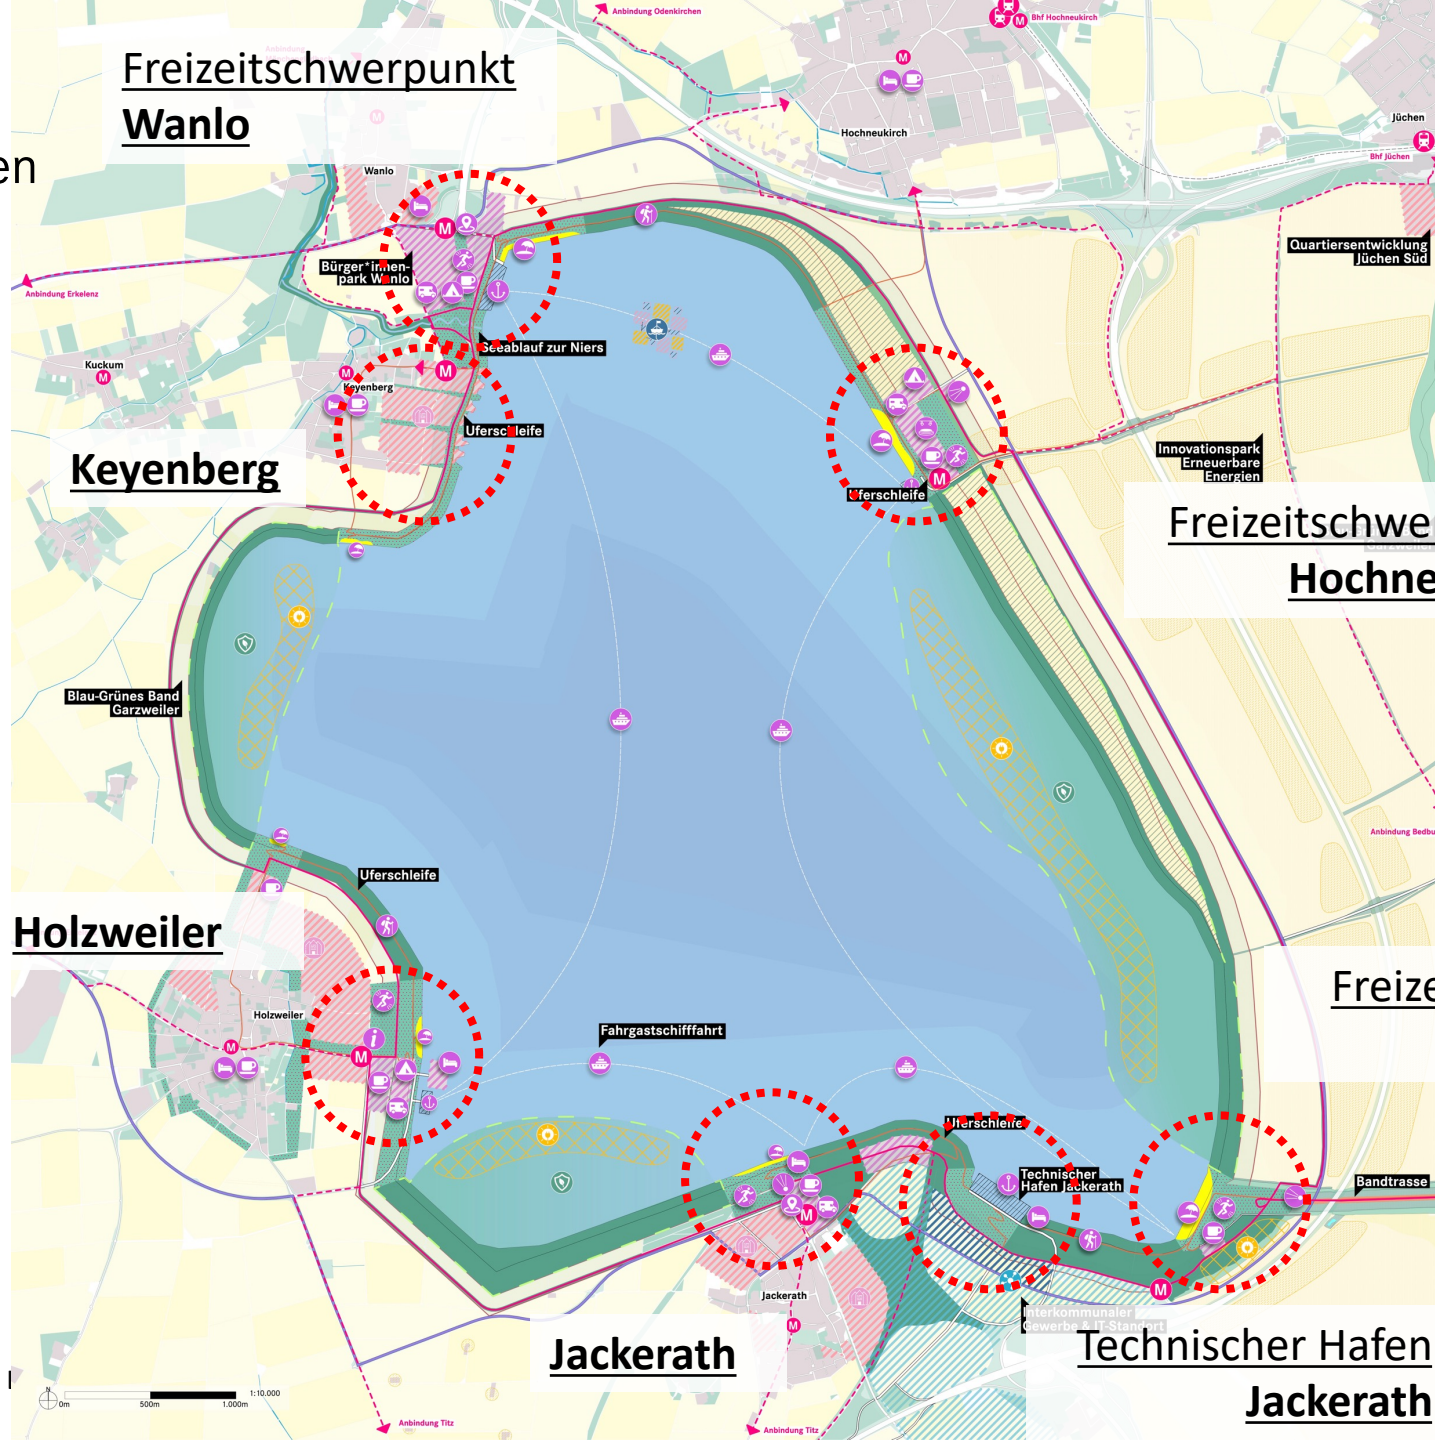 Anbindung Odenkirchen
Bhf Hochneukirch
M
Freizeitschwerpunkt
Wanlo
en
M
M
Hochneukirch
Jüchen
Bhf Jüchen
Wanlo
M
Quartiersentwicklung
Jüchen Süd
Bürger*innen-
park Wanlo
Anbindung Erkelenz
Seeablauf zur Niers
Kuckum
M
M
Keyenberg
M
Uferschleife
Keyenberg
Innovationspark
Erneuerbare
Energien
M
Uferschleife
Freizeitschwe
Hochne
Blau-Grünes Band
Garzweiler
Anbindung Bedbu
Uferschleife
Holzweiler
Freize
Holzweiler
M
i
M
Fahrgastschifffahrt
Uferschleife
Technischer
Hafen Jackerath
Bandtrasse
M
M
Jackerath
M
Interkommunaler
Gewerbe & IT-Standort
Technischer Hafen
Jackerath
Jackerath
N
0m
500m
1.000m
1:10.000
Anbindung Titz
Anbindung Titz